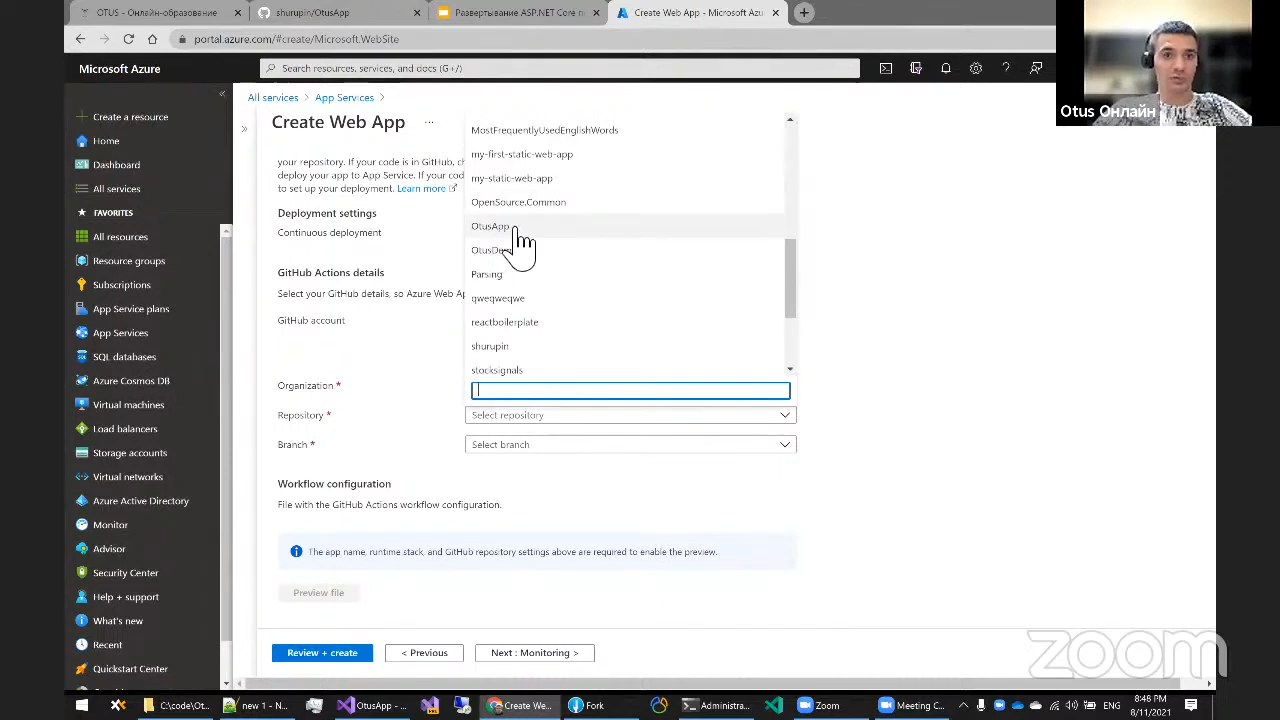 OTUS - Онлайн-образование
shurupin/OtusApp
Развертывание ASP.NET Core п
Create Web App - Microsoft Azure
portal.azure.com/#create/Microsoft.WebSite
Microsoft Azure
Search resources, services, and docs (G+/)
Otus Онлайн
All services > App Services >
Create Web App
...
Create a resource
Home
Dashboard
All services
FAVORITES
All resources
Resource groups
Subscriptions
App Service plans
App Services
SQL databases
Azure Cosmos DB
Virtual machines
Load balancers
Storage accounts
Virtual networks
Azure Active Directory
Monitor
Advisor
Security Center
Help + support
What's new
Recent
Quickstart Center
your repository. If your code is in GitHub, c
deploy your app to App Service. If your code
to set up your deployment. Learn more
Deployment settings
Continuous deployment
GitHub Actions details
Select your GitHub details, so Azure Web Ap
GitHub account
Organization *
MostFrequentlyUsedEnglishWords
my-first-static-web-app
my-static-web-app
OpenSource.Common
OtusApp
Parsing
qweqweqwe
reactboilerplate
shurupin
stocksignals
Repository *
Select repository
Branch *
Select branch
Workflow configuration
File with the GitHub Actions workflow configuration.
The app name, runtime stack, and GitHub repository settings above are required to enable the preview.
Preview file
Review + create
< Previous
Next : Monitoring >
zoom
C:\code\Ot...
new 1 - N...
OtusApp -...
Create We...
Fork
Administra...
Zoom
Meeting C...
ENG
8:48 PM
8/11/2021